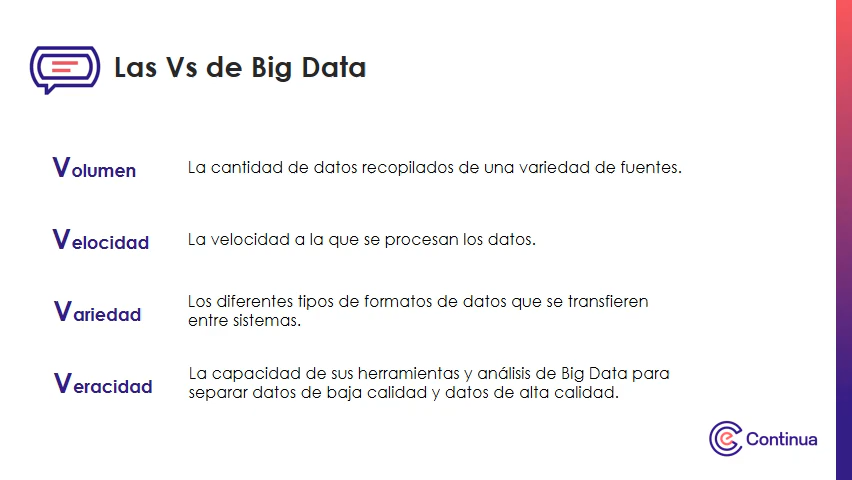 Las Vs de Big Data
Volumen
La cantidad de datos recopilados de una variedad de fuentes.
Velocidad
La velocidad a la que se procesan los datos.
Variedad
Los diferentes tipos de formatos de datos que se transfieren
entre sistemas.
Veracidad
La capacidad de sus herramientas y análisis de Big Data para
separar datos de baja calidad y datos de alta calidad.
Continua